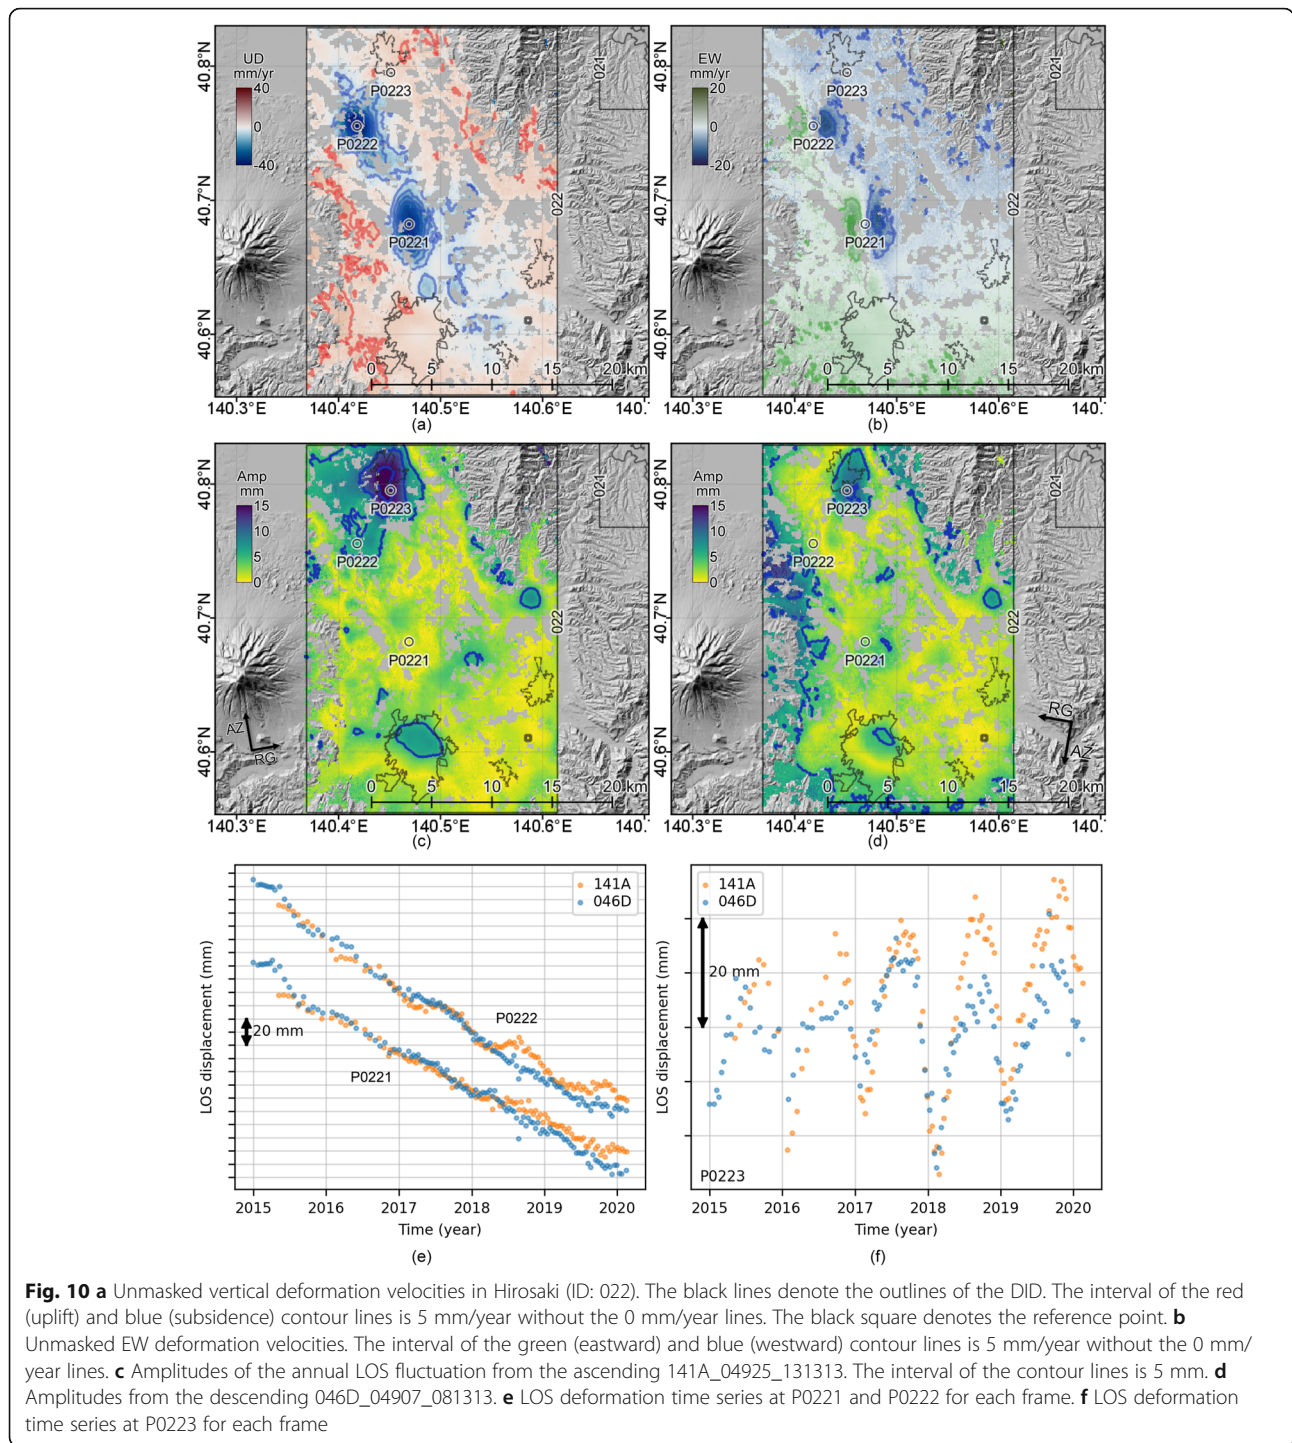 UD
mm/yr
40
0
-40
P0223
P0222
P0221
021
022
40.8°N
40.7°N
40.6°N
0 5 10 15 20 km
140.3°E 140.4°E 140.5°E 140.6°E 140.
(a)
EW
mm/yr
20
0
-20
P0223
P0222
P0221
021
022
40.8°N
40.7°N
40.6°N
0 5 10 15 20 km
140.3°E 140.4°E 140.5°E 140.6°E 140.
(b)
Amp
mm
15
10
5
0
P0223
P0222
P0221
021
022
AZ
RG
40.8°N
40.7°N
40.6°N
0 5 10 15 20 km
140.3°E 140.4°E 140.5°E 140.6°E 140.
(c)
Amp
mm
15
10
5
0
P0223
P0222
P0221
021
022
RG
AZ
40.8°N
40.7°N
40.6°N
0 5 10 15 20 km
140.3°E 140.4°E 140.5°E 140.6°E 140.
(d)
141A
046D
LOS displacement (mm)
20 mm
P0222
P0221
2015 2016 2017 2018 2019 2020
Time (year)
(e)
141A
046D
LOS displacement (mm)
20 mm
P0223
2015 2016 2017 2018 2019 2020
Time (year)
(f)
Fig. 10 a Unmasked vertical deformation velocities in Hirosaki (ID: 022). The black lines denote the outlines of the DID. The interval of the red
(uplift) and blue (subsidence) contour lines is 5 mm/year without the 0 mm/year lines. The black square denotes the reference point. b
Unmasked EW deformation velocities. The interval of the green (eastward) and blue (westward) contour lines is 5 mm/year without the 0 mm/
year lines. c Amplitudes of the annual LOS fluctuation from the ascending 141A_04925_131313. The interval of the contour lines is 5 mm. d
Amplitudes from the descending 046D_04907_081313. e LOS deformation time series at P0221 and P0222 for each frame. f LOS deformation
time series at P0223 for each frame